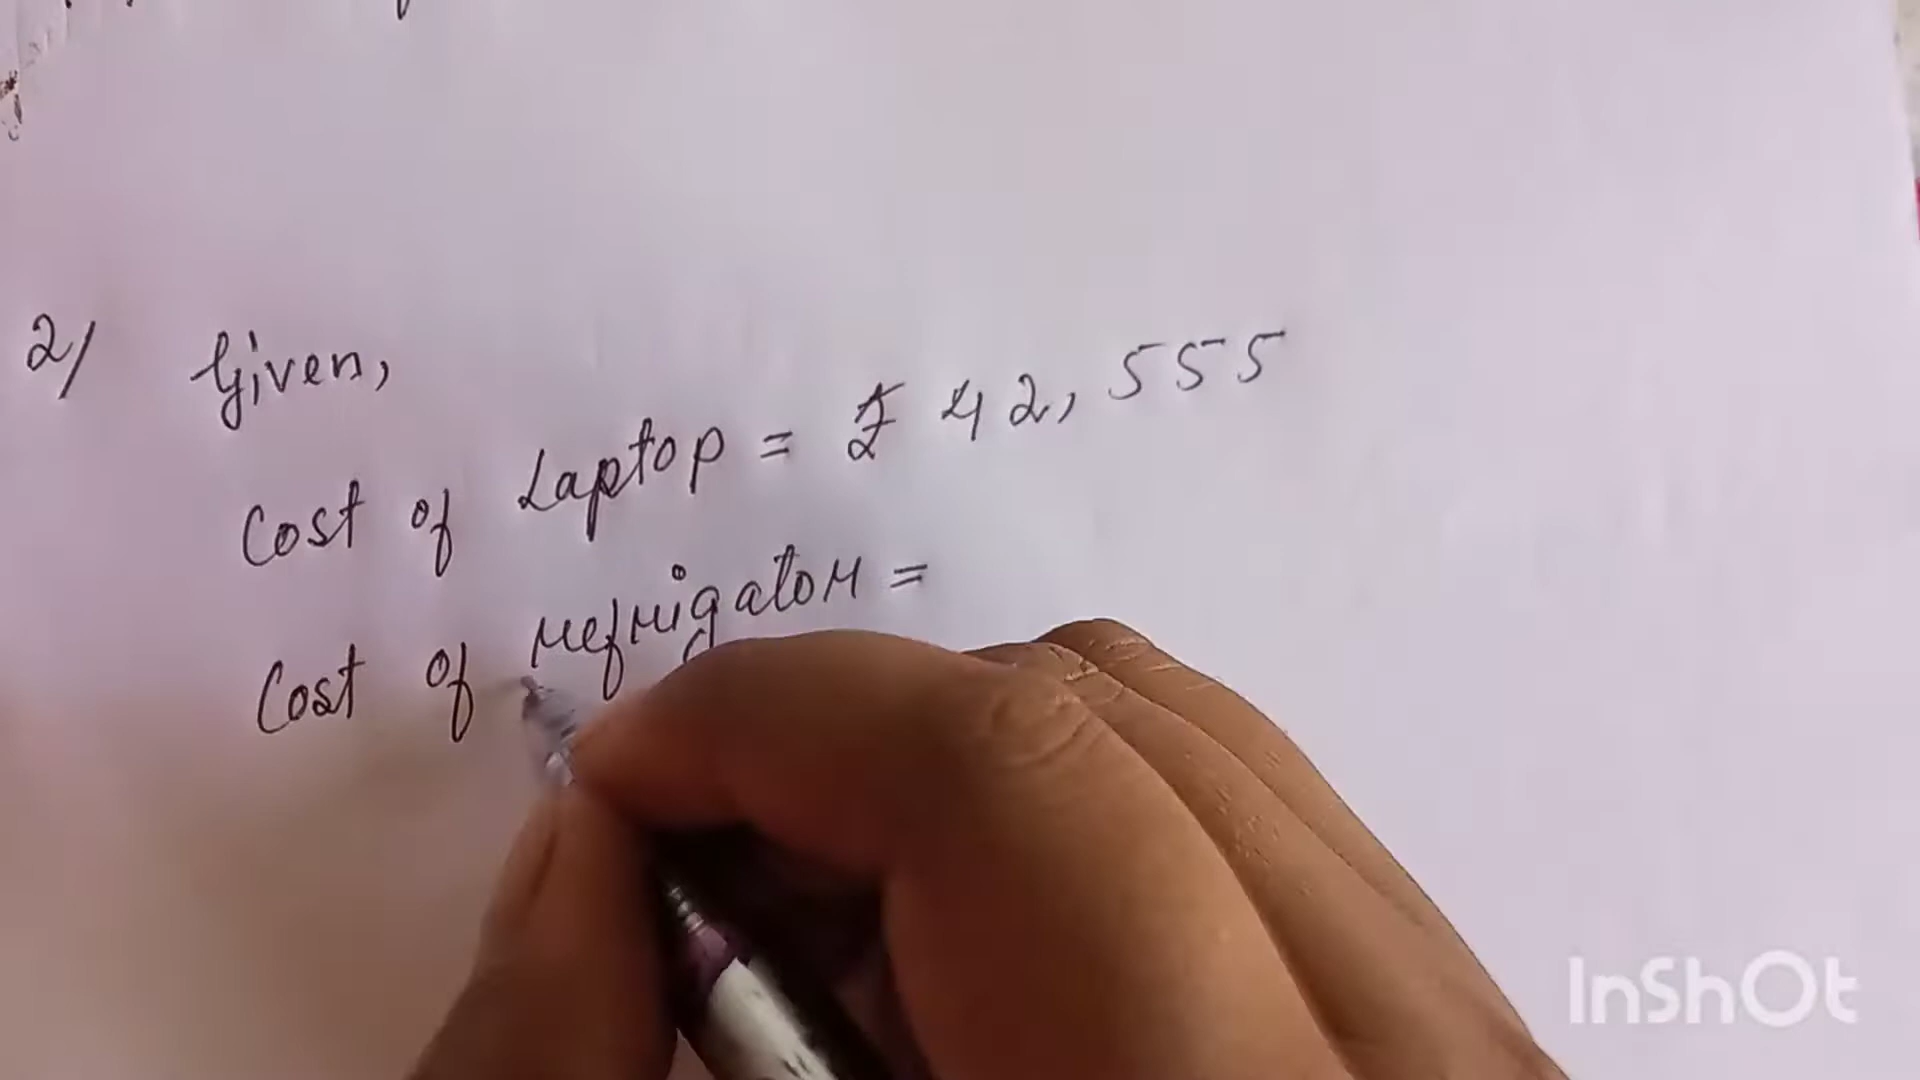 2/ Given,
Cost of Laptop = ₹ 42,555
Cost of refrigator =
InShOt